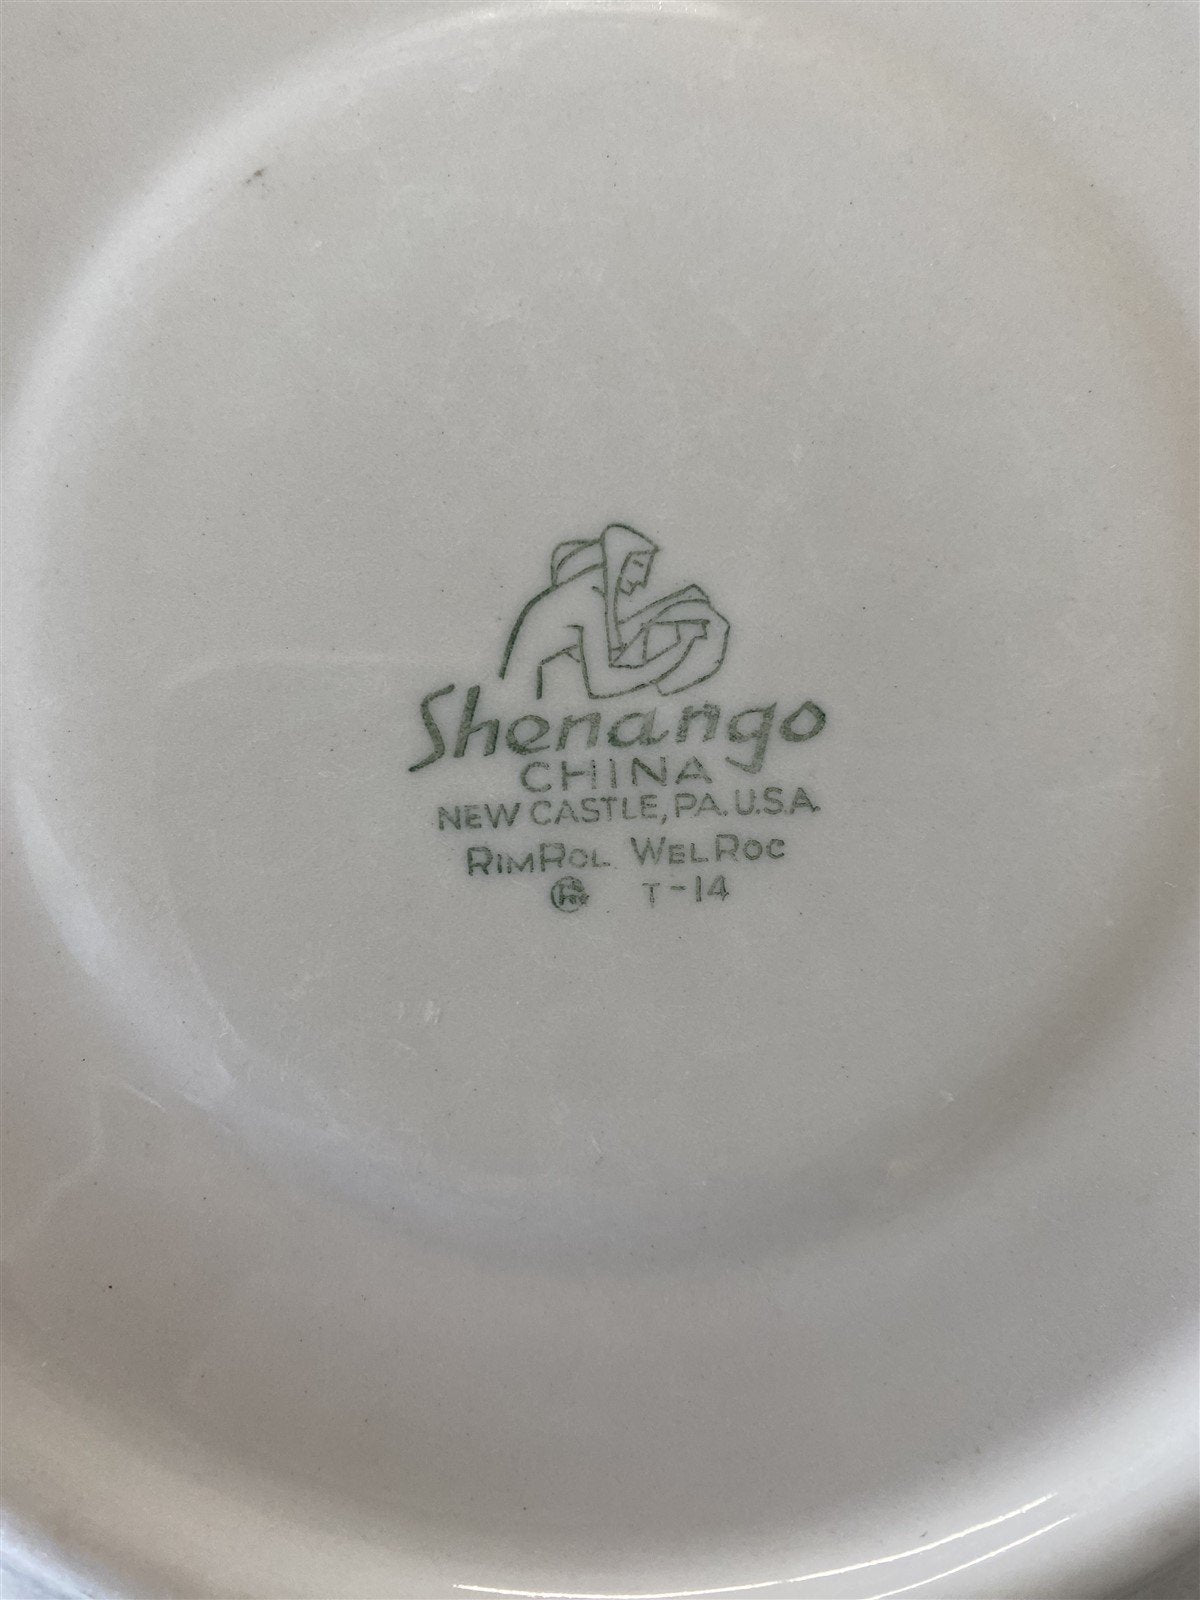 Shenango
CHINA
NEW CASTLE, PA. U.S.A.
RIMROL WELROC
T-14